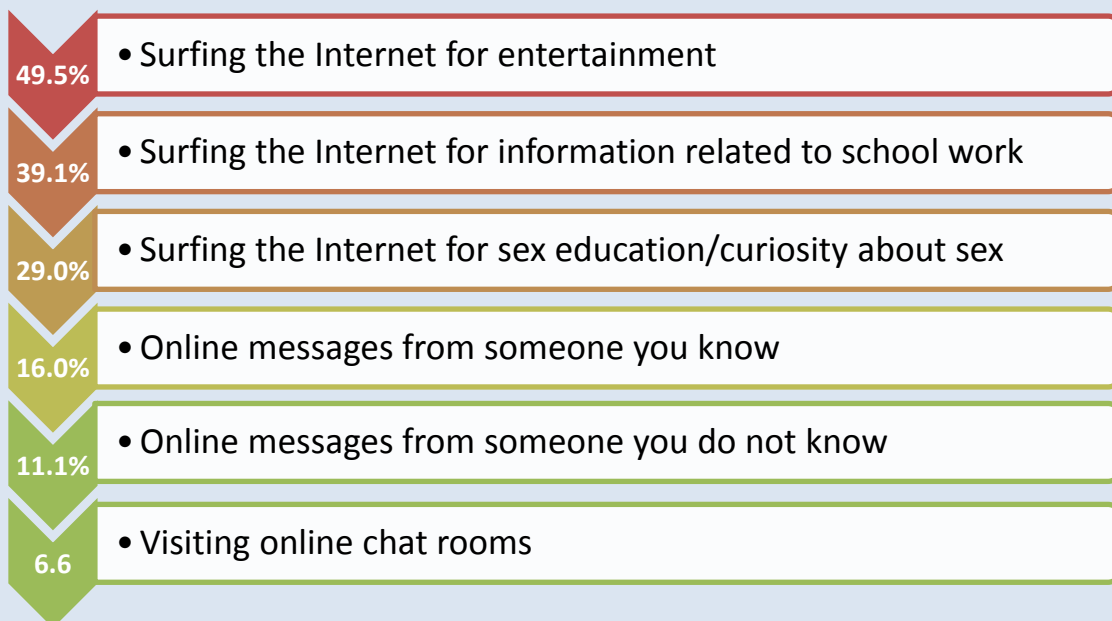 49.5%
• Surfing the Internet for entertainment
39.1%
• Surfing the Internet for information related to school work
29.0%
• Surfing the Internet for sex education/curiosity about sex
16.0%
• Online messages from someone you know
11.1%
• Online messages from someone you do not know
6.6
• Visiting online chat rooms